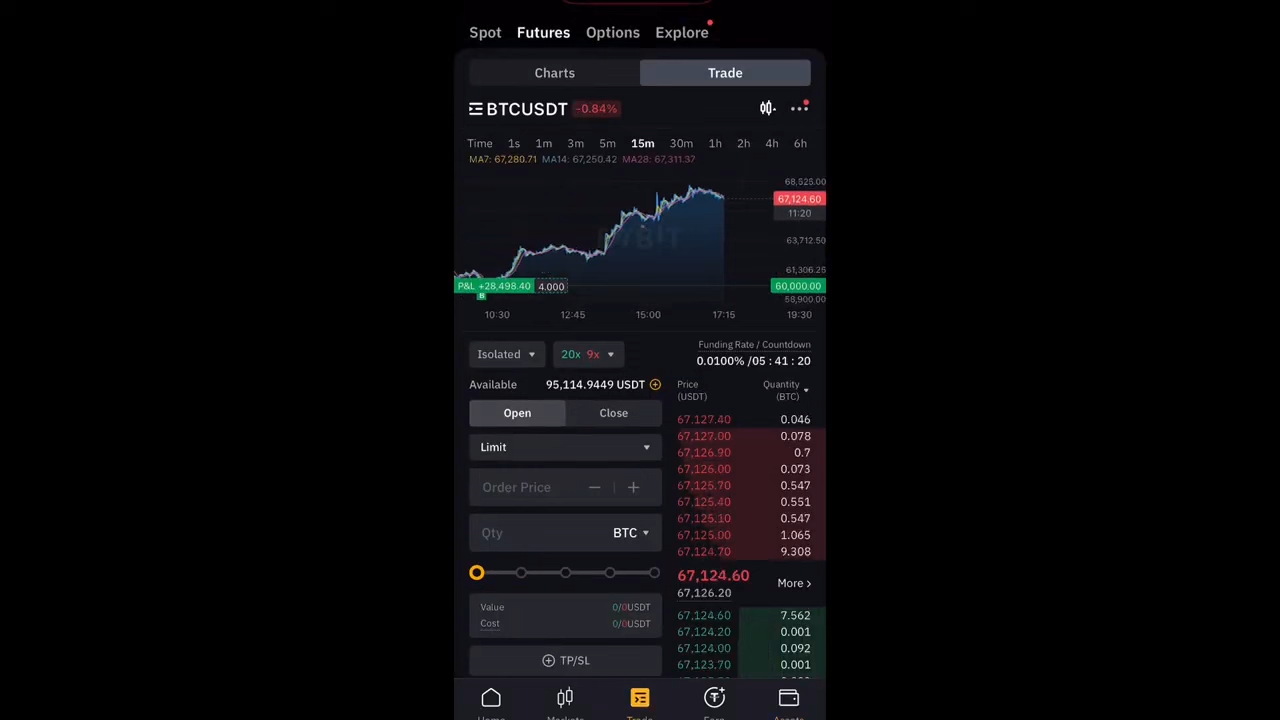 Spot Futures Options Explore
Charts Trade
BTCUSDT -0.84%
Time 1s 1m 3m 5m 15m 30m 1h 2h 4h 6h
MA7: 67,280.71 MA14: 67,250.42 MA28: 67,311.37
68,525.00
67,124.60
11:20
BYBIT
63,712.50
61,306.25
P&L +28,498.40 4.000 60,000.00
B
58,900.00
10:30 12:45 15:00 17:15 19:30
Isolated 20x 9x
Funding Rate / Countdown
0.0100% /05 : 41 : 20
Available 95,114.9449 USDT
Price Quantity
(USDT) (BTC)
Open Close
67,127.40 0.046
67,127.00 0.078
Limit
67,126.90 0.7
67,126.00 0.073
Order Price − | +
67,125.70 0.547
67,125.40 0.551
67,125.10 0.547
Qty BTC
67,125.00 1.065
67,124.70 9.308
67,124.60 More >
67,126.20
Value 0/0USDT
67,124.60 7.562
Cost 0/0USDT
67,124.20 0.001
67,124.00 0.092
TP/SL
67,123.70 0.001
Home Markets Trade Earn Assets